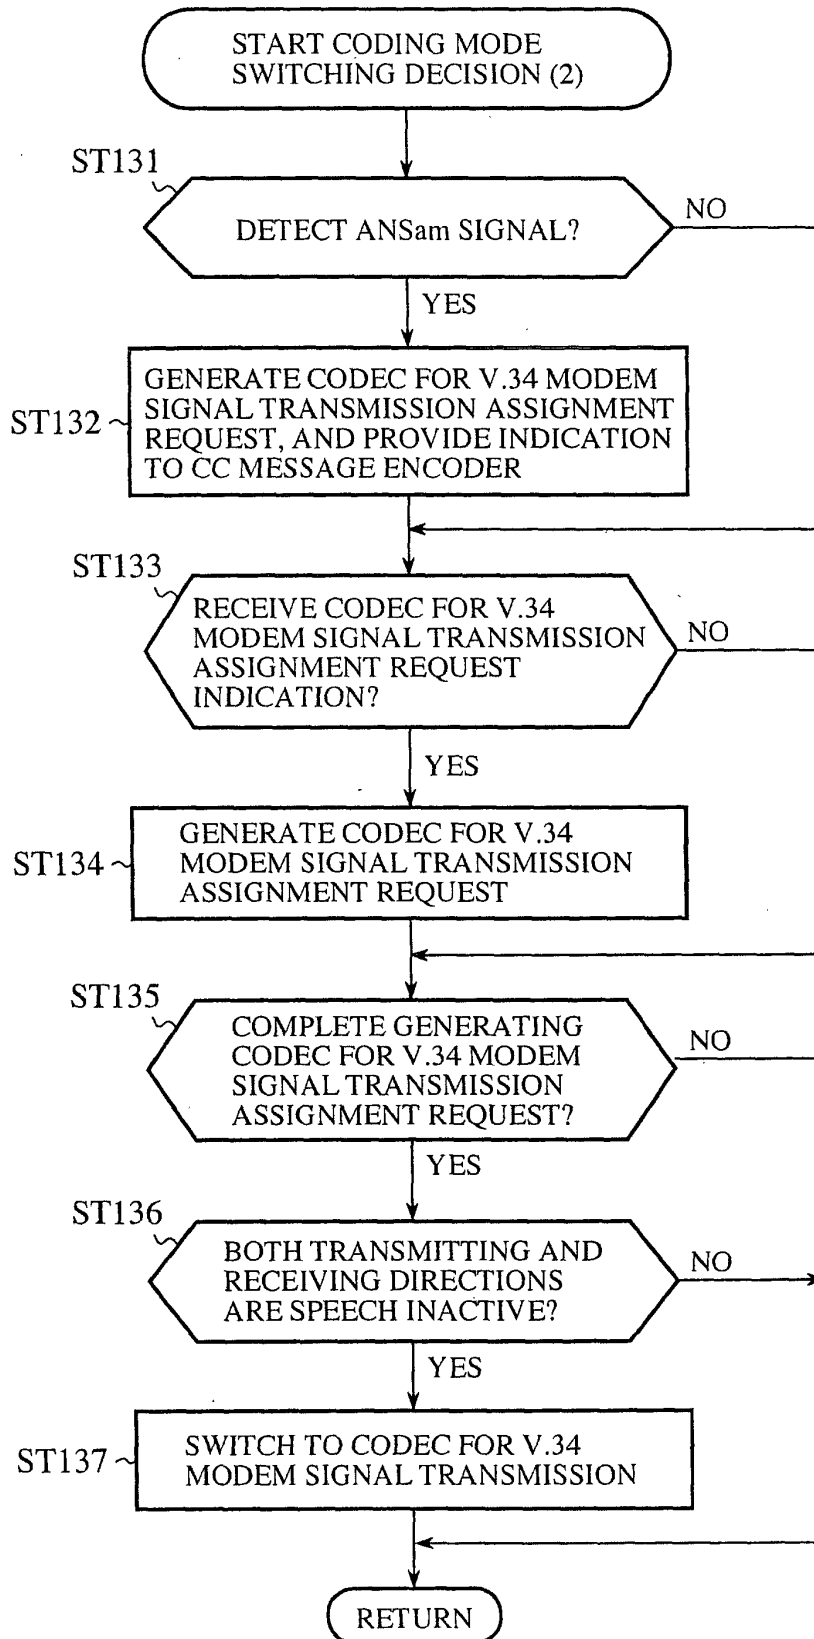 START CODING MODE
SWITCHING DECISION (2)
ST131
DETECT ANSam SIGNAL?
NO
YES
ST132
GENERATE CODEC FOR V.34 MODEM
SIGNAL TRANSMISSION ASSIGNMENT
REQUEST, AND PROVIDE INDICATION
TO CC MESSAGE ENCODER
ST133
RECEIVE CODEC FOR V.34
MODEM SIGNAL TRANSMISSION
ASSIGNMENT REQUEST
INDICATION?
NO
YES
ST134
GENERATE CODEC FOR V.34
MODEM SIGNAL TRANSMISSION
ASSIGNMENT REQUEST
ST135
COMPLETE GENERATING
CODEC FOR V.34 MODEM
SIGNAL TRANSMISSION
ASSIGNMENT REQUEST?
NO
YES
ST136
BOTH TRANSMITTING AND
RECEIVING DIRECTIONS
ARE SPEECH INACTIVE?
NO
YES
ST137
SWITCH TO CODEC FOR V.34
MODEM SIGNAL TRANSMISSION
RETURN